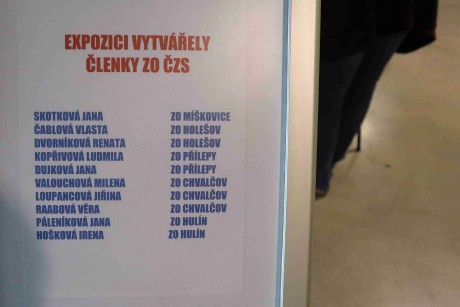 EXPOZICI VYTVÁŘELY
ČLENKY ZO ČZS
SKOTKOVÁ JANA ZO MÍŠKOVICE
ČABLOVÁ VLASTA ZO HOLEŠOV
DVORNÍKOVÁ RENATA ZO HOLEŠOV
KOPŘIVOVÁ LUDMILA ZO PŘÍLEPY
DUJKOVÁ JANA ZO PŘÍLEPY
VALOUCHOVÁ MILENA ZO CHVALČOV
LOUPANCOVÁ JIŘINA ZO CHVALČOV
RAABOVÁ VĚRA ZO CHVALČOV
PÁLENÍKOVÁ JANA ZO HULÍN
HOŠKOVÁ IRENA ZO HULÍN